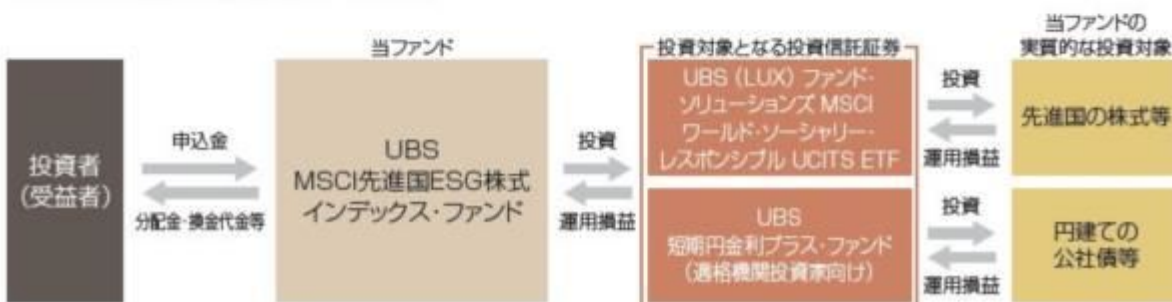 当ファンド
投資対象となる投資信託証券
当ファンドの
実質的な投資対象
投資者
(受益者)
申込金
分配金・換金代金等
UBS
MSCI先進国ESG株式
インデックス・ファンド
投資
運用損益
UBS (LUX) ファンド・
ソリューションズ MSCI
ワールド・ソーシャリー・
レスポンシブル UCITS ETF
投資
運用損益
先進国の株式等
UBS
短期円金利プラス・ファンド
(適格機関投資家向け)
投資
運用損益
円建ての
公社債等